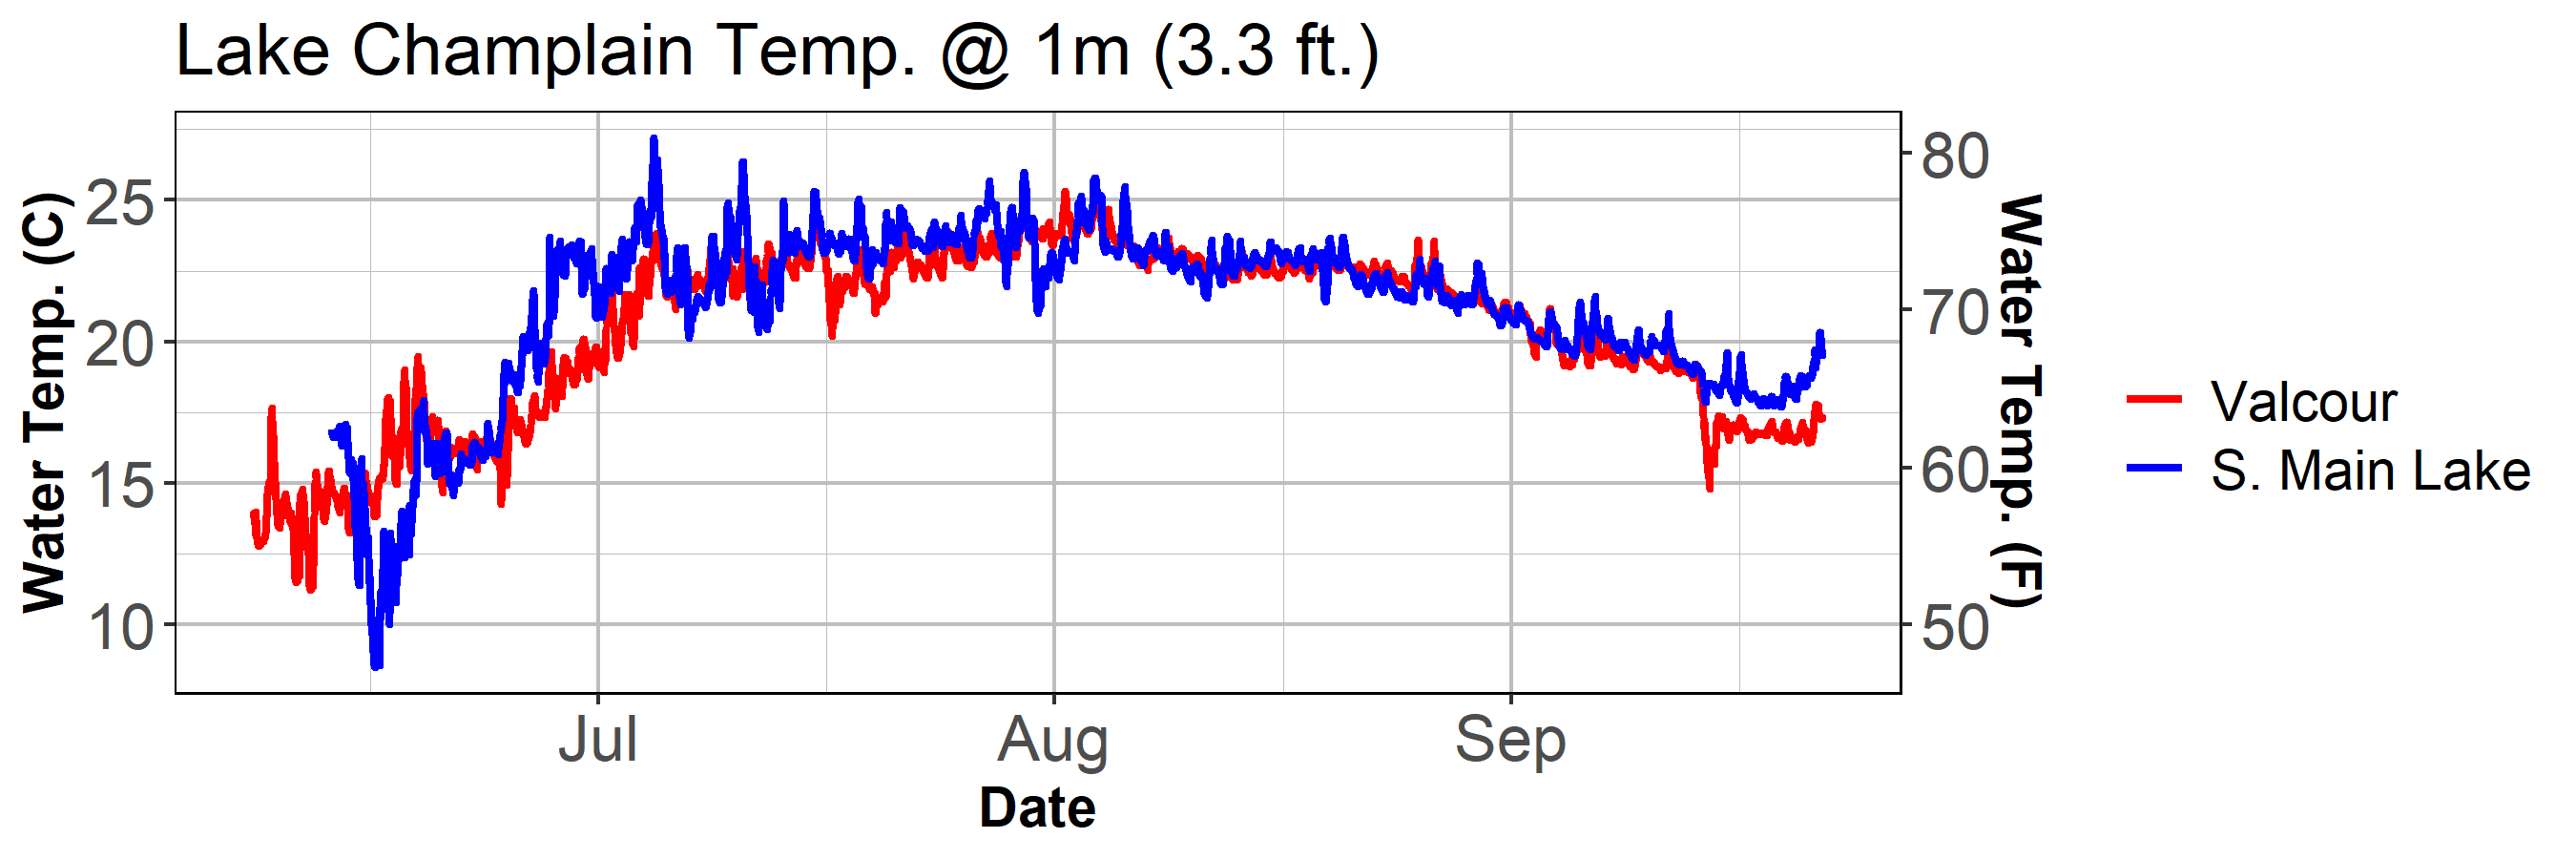 Lake Champlain Temp. @ 1m (3.3 ft.)
Water Temp. (C)
25
20
15
10
80
70
60
50
Water Temp. (F)
Jul
Aug
Sep
Date
Valcour
S. Main Lake